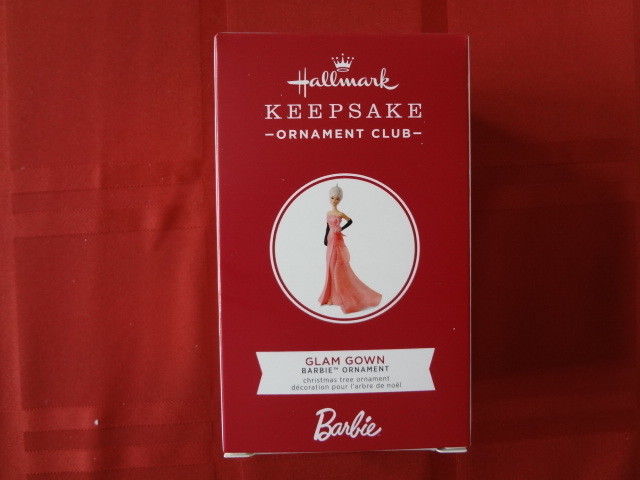 Hallmark
KEEPSAKE
ORNAMENT CLUB
GLAM GOWN
BARBIE™ ORNAMENT
christmas tree ornament
décoration pour l'arbre de noël
Barbie